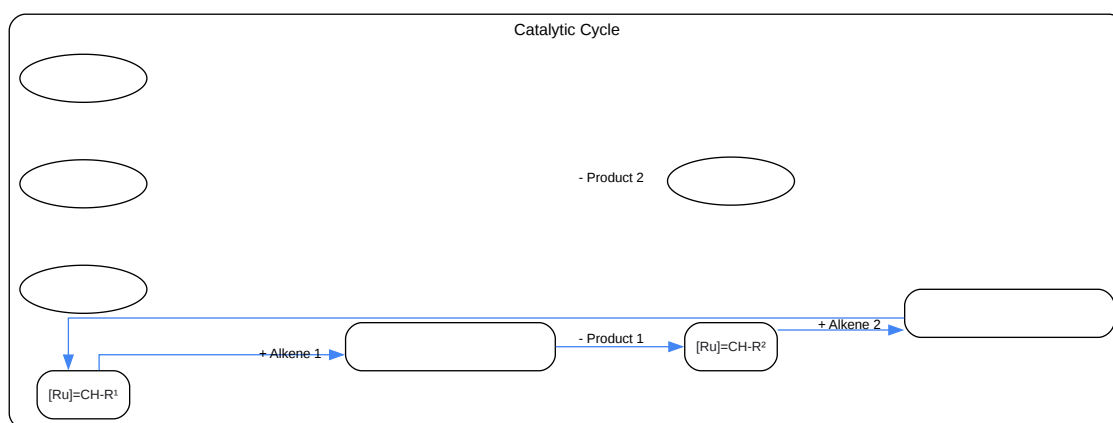 Catalytic Cycle
- Product 2
+ Alkene 2
- Product 1
[Ru]=CH-R²
+ Alkene 1
[Ru]=CH-R¹